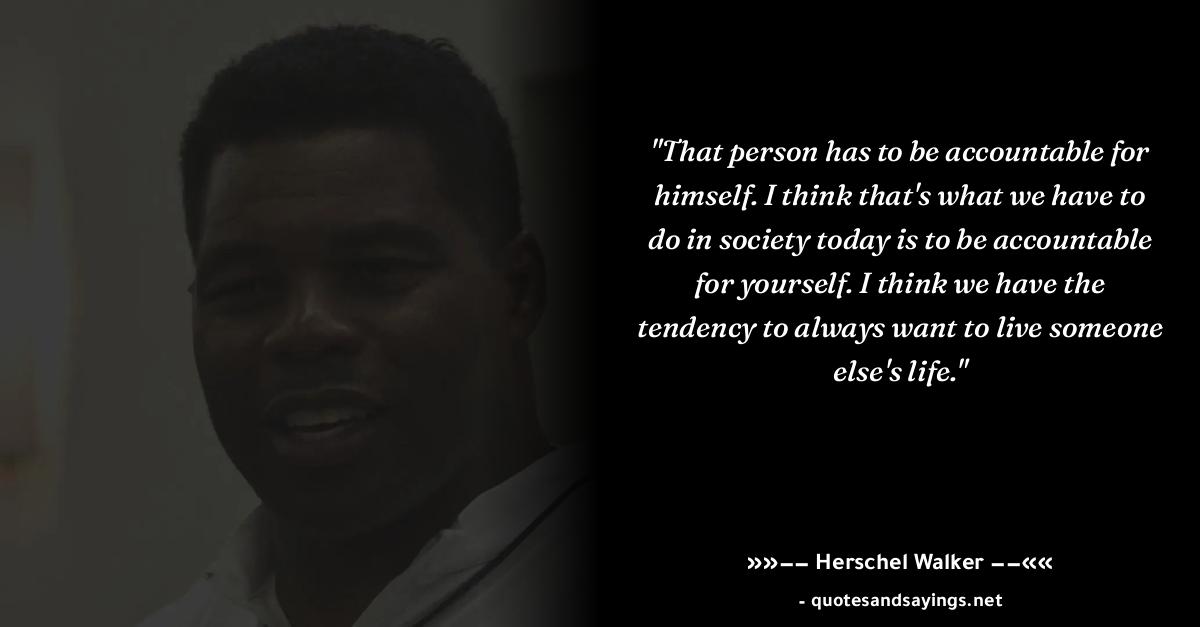 "That person has to be accountable for
himself. I think that's what we have to
do in society today is to be accountable
for yourself. I think we have the
tendency to always want to live someone
else's life."
»»−− Herschel Walker −−««
- quotesandsayings.net